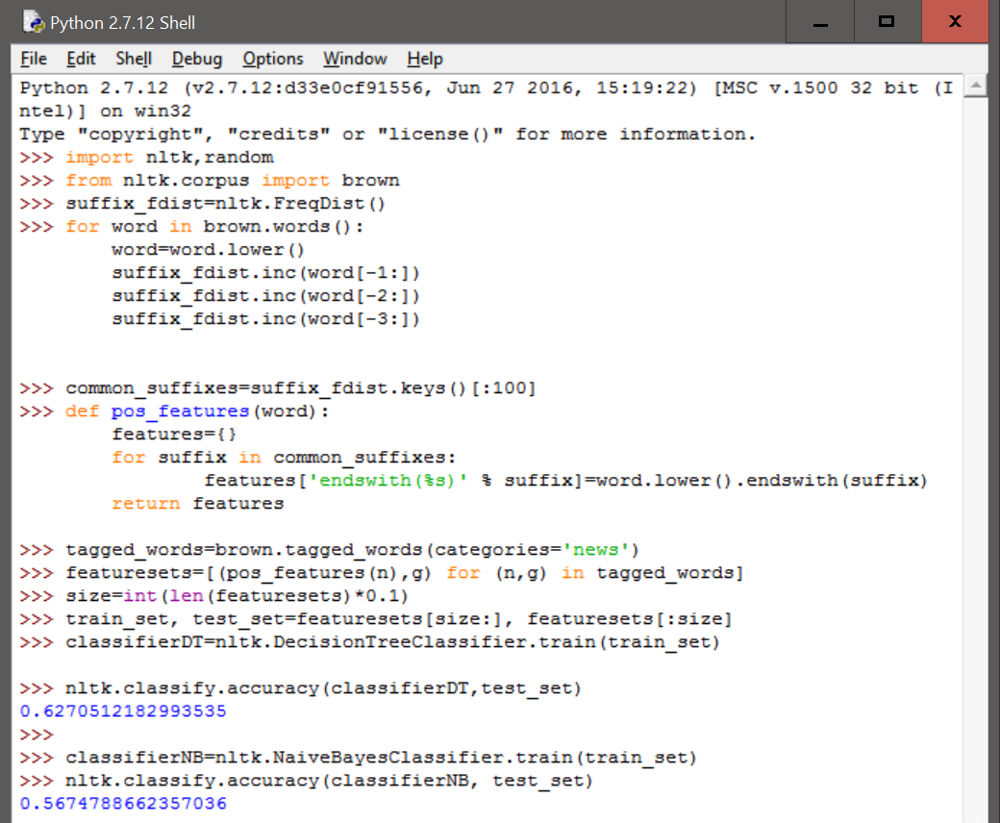 Python 2.7.12 Shell
File Edit Shell Debug Options Window Help
Python 2.7.12 (v2.7.12:d33e0cf91556, Jun 27 2016, 15:19:22) [MSC v.1500 32 bit (I
ntel)] on win32
Type "copyright", "credits" or "license()" for more information.
>>> import nltk,random
>>> from nltk.corpus import brown
>>> suffix_fdist=nltk.FreqDist()
>>> for word in brown.words():
        word=word.lower()
        suffix_fdist.inc(word[-1:])
        suffix_fdist.inc(word[-2:])
        suffix_fdist.inc(word[-3:])
>>> common_suffixes=suffix_fdist.keys()[:100]
>>> def pos_features(word):
        features={}
        for suffix in common_suffixes:
                features['endswith(%s)' % suffix]=word.lower().endswith(suffix)
        return features
>>> tagged_words=brown.tagged_words(categories='news')
>>> featuresets=[(pos_features(n),g) for (n,g) in tagged_words]
>>> size=int(len(featuresets)*0.1)
>>> train_set, test_set=featuresets[size:], featuresets[:size]
>>> classifierDT=nltk.DecisionTreeClassifier.train(train_set)
>>> nltk.classify.accuracy(classifierDT,test_set)
0.6270512182993535
>>>
>>> classifierNB=nltk.NaiveBayesClassifier.train(train_set)
>>> nltk.classify.accuracy(classifierNB, test_set)
0.5674788662357036